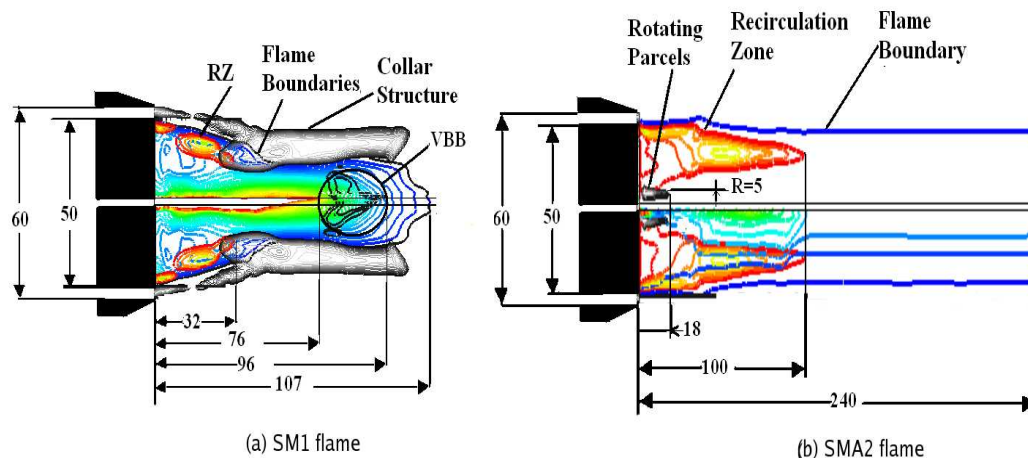 RZ
Flame
Boundaries
Collar
Structure
VBB
60
50
32
76
96
107
(a) SM1 flame
Rotating
Parcels
Recirculation
Zone
Flame
Boundary
R=5
60
50
18
100
240
(b) SMA2 flame